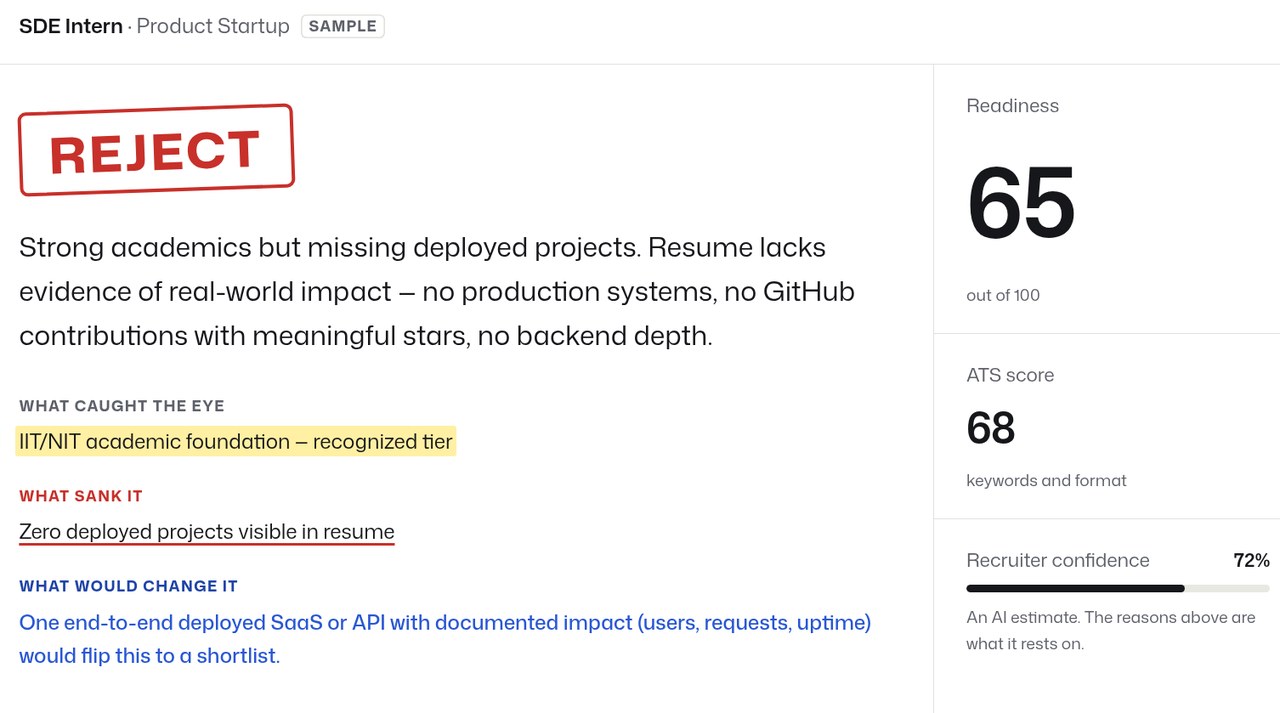 SDE Intern · Product Startup SAMPLE
REJECT
Strong academics but missing deployed projects. Resume lacks
evidence of real-world impact — no production systems, no GitHub
contributions with meaningful stars, no backend depth.
WHAT CAUGHT THE EYE
IIT/NIT academic foundation — recognized tier
WHAT SANK IT
Zero deployed projects visible in resume
WHAT WOULD CHANGE IT
One end-to-end deployed SaaS or API with documented impact (users, requests, uptime)
would flip this to a shortlist.
Readiness
65
out of 100
ATS score
68
keywords and format
Recruiter confidence 72%
An AI estimate. The reasons above are
what it rests on.